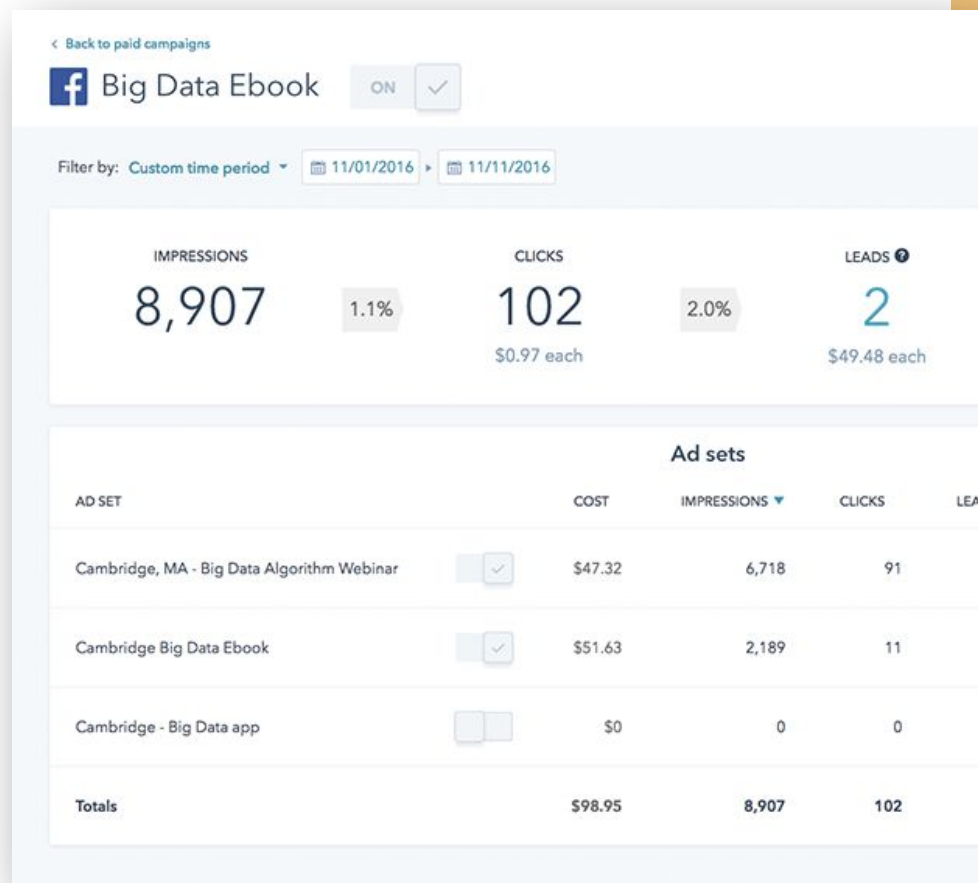 Back to paid campaigns
Big Data Ebook ON
Filter by: Custom time period 11/01/2016 11/11/2016
IMPRESSIONS CLICKS LEADS
8,907 1.1% 102 2.0% 2
$0.97 each $49.48 each
Ad sets
AD SET COST IMPRESSIONS CLICKS LEA
Cambridge, MA - Big Data Algorithm Webinar $47.32 6,718 91
Cambridge Big Data Ebook $51.63 2,189 11
Cambridge - Big Data app $0 0 0
Totals $98.95 8,907 102